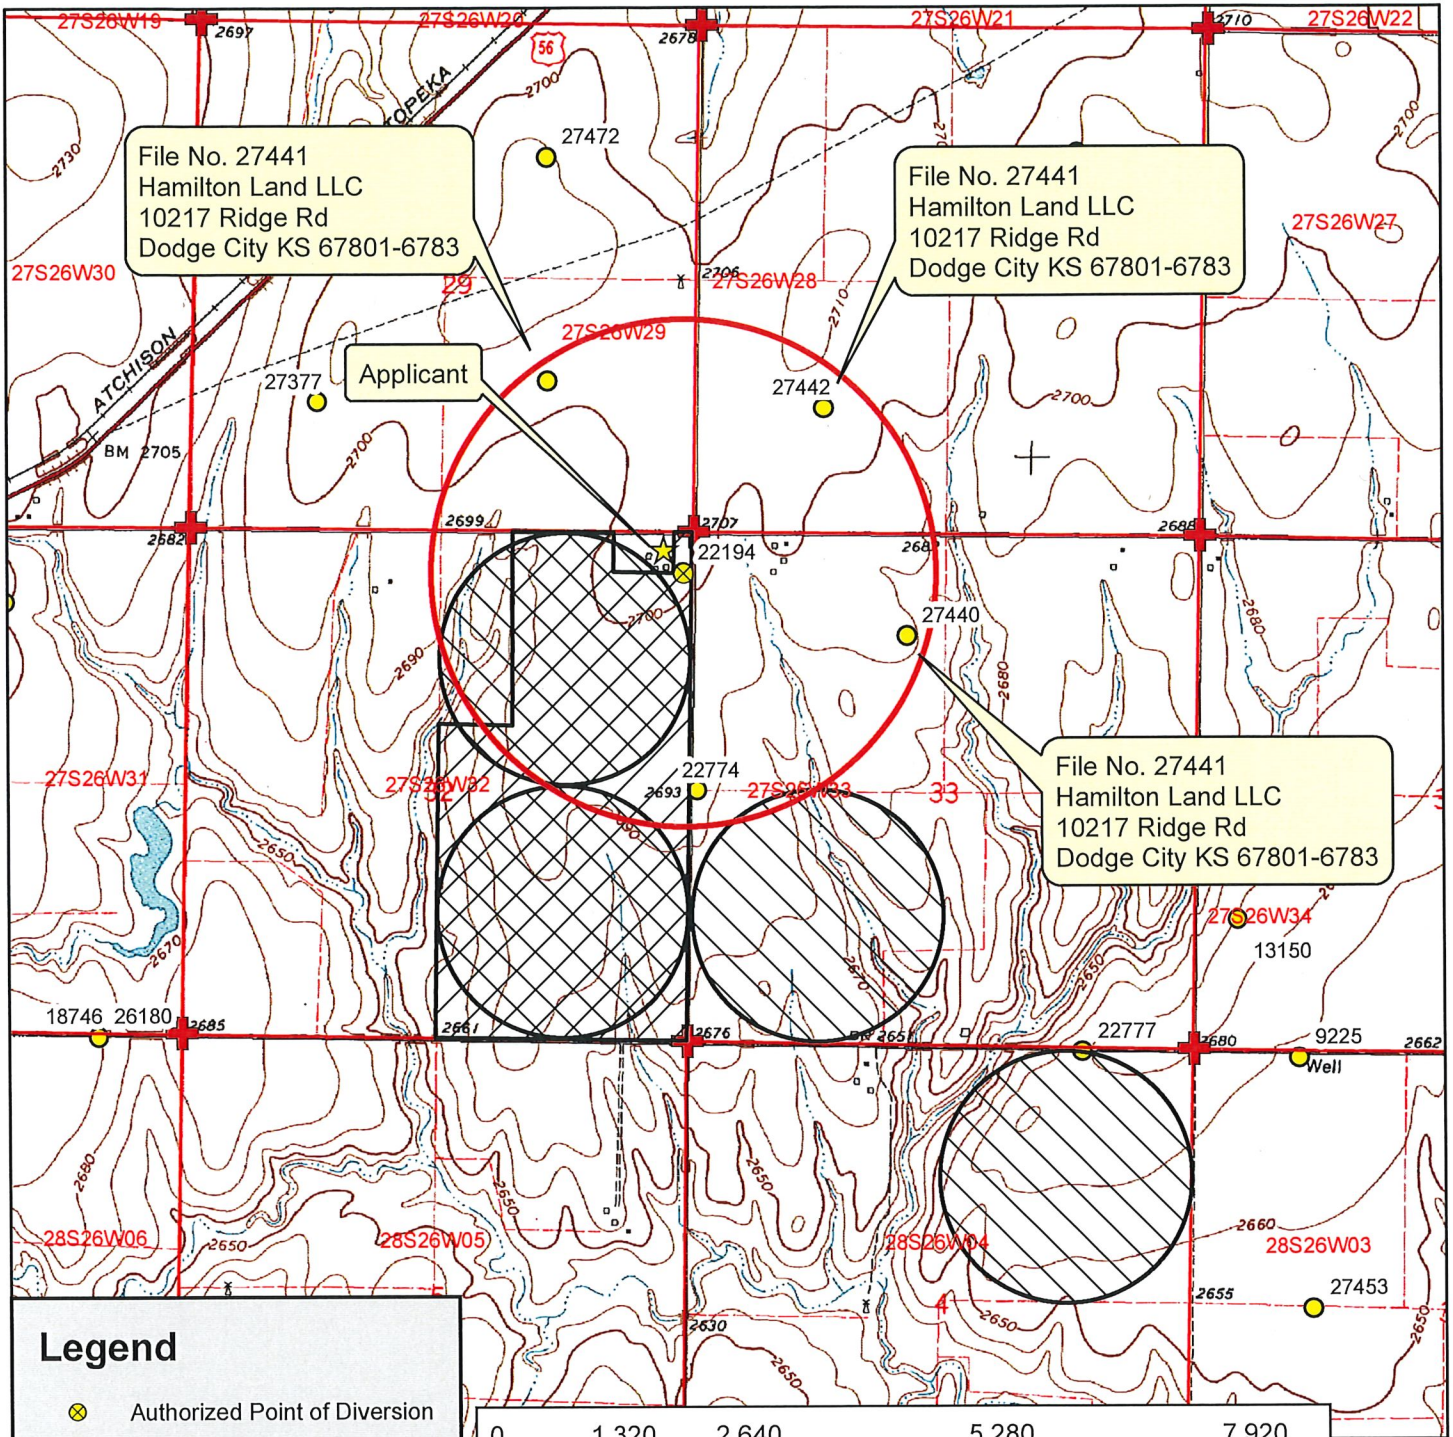 27S26W19
27S26W20
27S26W21
27S26W22
2697
2678
2710
56
TOPEKA
2700
2700
2730
27472
File No. 27441
Hamilton Land LLC
10217 Ridge Rd
Dodge City KS 67801-6783
File No. 27441
Hamilton Land LLC
10217 Ridge Rd
Dodge City KS 67801-6783
27S26W27
27S26W30
29
2706
27S26W28
2710
27S26W29
ATCHISON
27377
Applicant
27442
2700
BM 2705
2700
2699
2707
2682
2688
22194
2700
27440
2680
2690
2680
22774
27S26W31
27S26W32
2693
27S26W33
33
File No. 27441
Hamilton Land LLC
10217 Ridge Rd
Dodge City KS 67801-6783
2650
27S26W34
13150
2670
2670
2650
18746 26180
2685
2661
2676
22777
2680
9225
2662
Well
2680
2650
2650
2660
28S26W06
2650
28S26W05
28S26W04
28S26W03
2655
27453
4
2650
2650
2630
2650
Legend
Authorized Point of Diversion
0 1,320 2,640 5,280 7,920